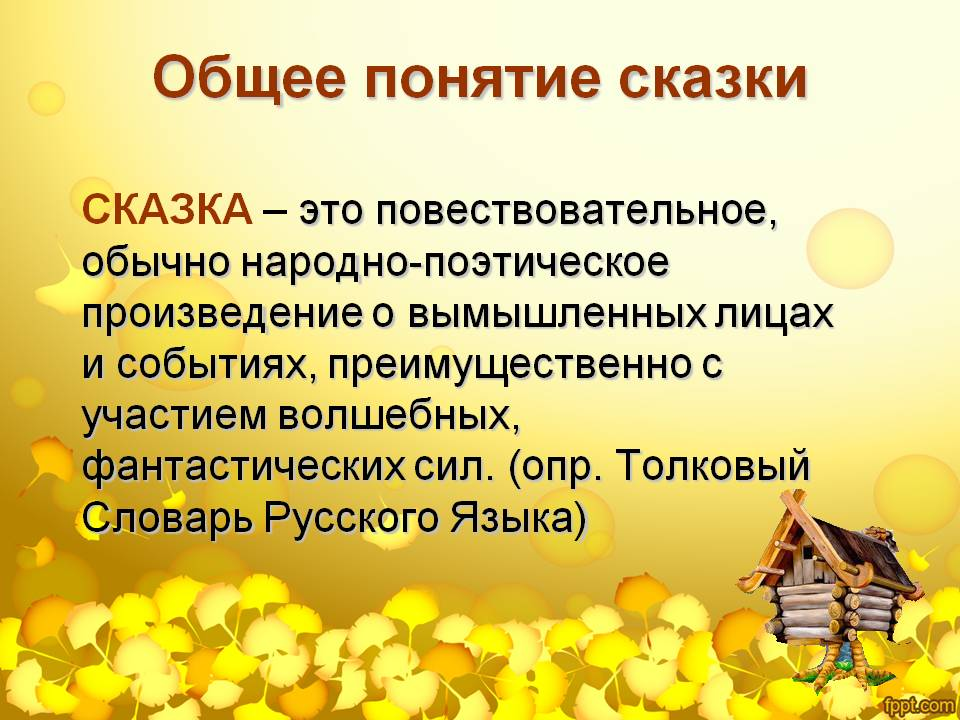 Общее понятие сказки
СКАЗКА – это повествовательное,
обычно народно-поэтическое
произведение о вымышленных лицах
и событиях, преимущественно с
участием волшебных,
фантастических сил. (опр. Толковый
Словарь Русского Языка)
fppt.com